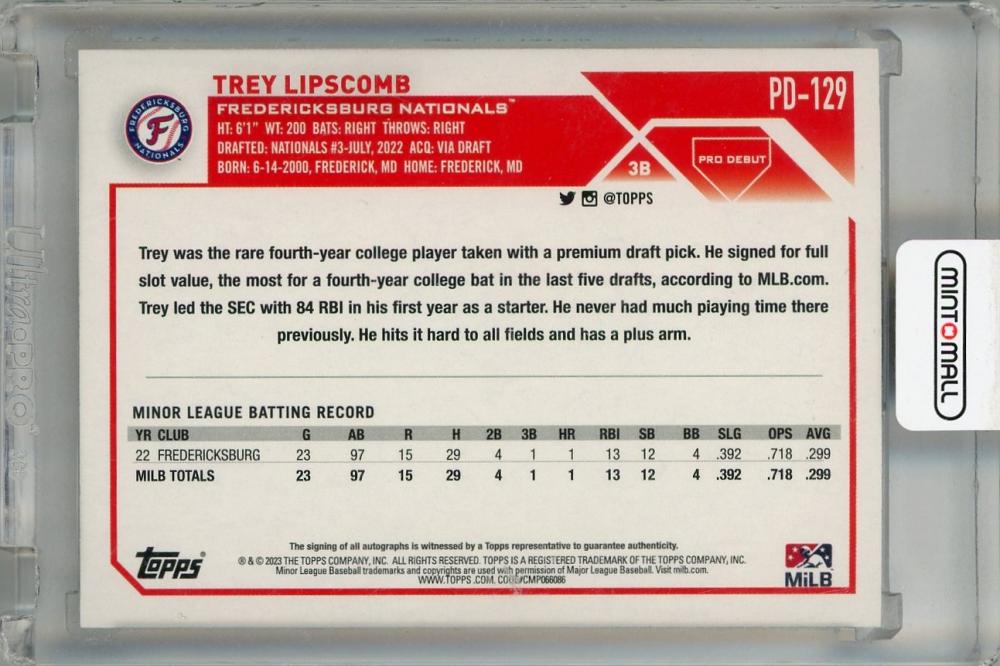 TREY LIPSCOMB
PD-129
FREDERICKSBURG NATIONALS™
FREDERICKSBURG
F
NATIONALS
HT: 6'1" WT: 200 BATS: RIGHT THROWS: RIGHT
DRAFTED: NATIONALS #3-JULY, 2022 ACQ: VIA DRAFT
BORN: 6-14-2000, FREDERICK, MD HOME: FREDERICK, MD
3B
PRO DEBUT
@TOPPS
Trey was the rare fourth-year college player taken with a premium draft pick. He signed for full
slot value, the most for a fourth-year college bat in the last five drafts, according to MLB.com.
Trey led the SEC with 84 RBI in his first year as a starter. He never had much playing time there
previously. He hits it hard to all fields and has a plus arm.
MINOR LEAGUE BATTING RECORD
YR CLUB G AB R H 2B 3B HR RBI SB BB SLG OPS AVG
22 FREDERICKSBURG 23 97 15 29 4 1 1 13 12 4 .392 .718 .299
MILB TOTALS 23 97 15 29 4 1 1 13 12 4 .392 .718 .299
The signing of all autographs is witnessed by a Topps representative to guarantee authenticity.
® & © 2023 THE TOPPS COMPANY, INC. ALL RIGHTS RESERVED. TOPPS IS A REGISTERED TRADEMARK OF THE TOPPS COMPANY, INC.
Minor League Baseball trademarks and copyrights are used with permission of Major League Baseball. Visit milb.com.
WWW.TOPPS.COM. CODE#CMP066086
Topps®
MiLB
MINT MALL
Ultra PRO